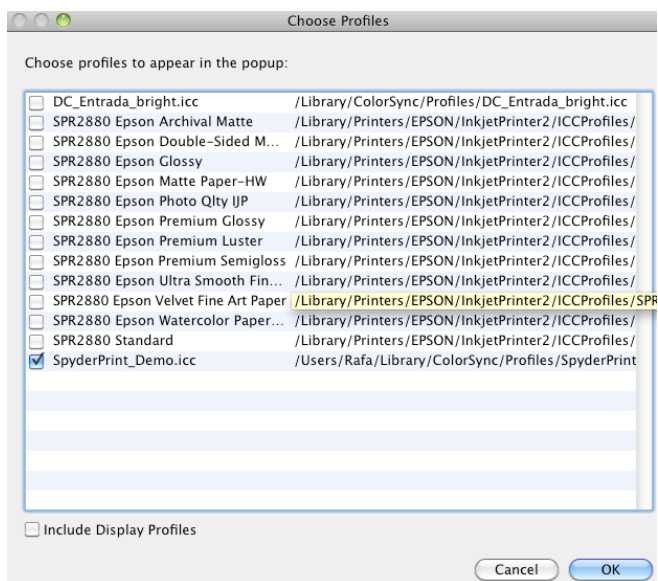 Choose Profiles
Choose profiles to appear in the popup:
DC_Entrada_bright.icc /Library/ColorSync/Profiles/DC_Entrada_bright.icc
SPR2880 Epson Archival Matte /Library/Printers/EPSON/InkjetPrinter2/ICCProfiles/
SPR2880 Epson Double-Sided M... /Library/Printers/EPSON/InkjetPrinter2/ICCProfiles/
SPR2880 Epson Glossy /Library/Printers/EPSON/InkjetPrinter2/ICCProfiles/
SPR2880 Epson Matte Paper-HW /Library/Printers/EPSON/InkjetPrinter2/ICCProfiles/
SPR2880 Epson Photo Qlty IJP /Library/Printers/EPSON/InkjetPrinter2/ICCProfiles/
SPR2880 Epson Premium Glossy /Library/Printers/EPSON/InkjetPrinter2/ICCProfiles/
SPR2880 Epson Premium Luster /Library/Printers/EPSON/InkjetPrinter2/ICCProfiles/
SPR2880 Epson Premium Semigloss /Library/Printers/EPSON/InkjetPrinter2/ICCProfiles/
SPR2880 Epson Ultra Smooth Fin... /Library/Printers/EPSON/InkjetPrinter2/ICCProfiles/
SPR2880 Epson Velvet Fine Art Paper /Library/Printers/EPSON/InkjetPrinter2/ICCProfiles/SPR
SPR2880 Epson Watercolor Paper... /Library/Printers/EPSON/InkjetPrinter2/ICCProfiles/
SPR2880 Standard /Library/Printers/EPSON/InkjetPrinter2/ICCProfiles/
SpyderPrint_Demo.icc /Users/Rafa/Library/ColorSync/Profiles/SpyderPrint
Include Display Profiles
Cancel OK